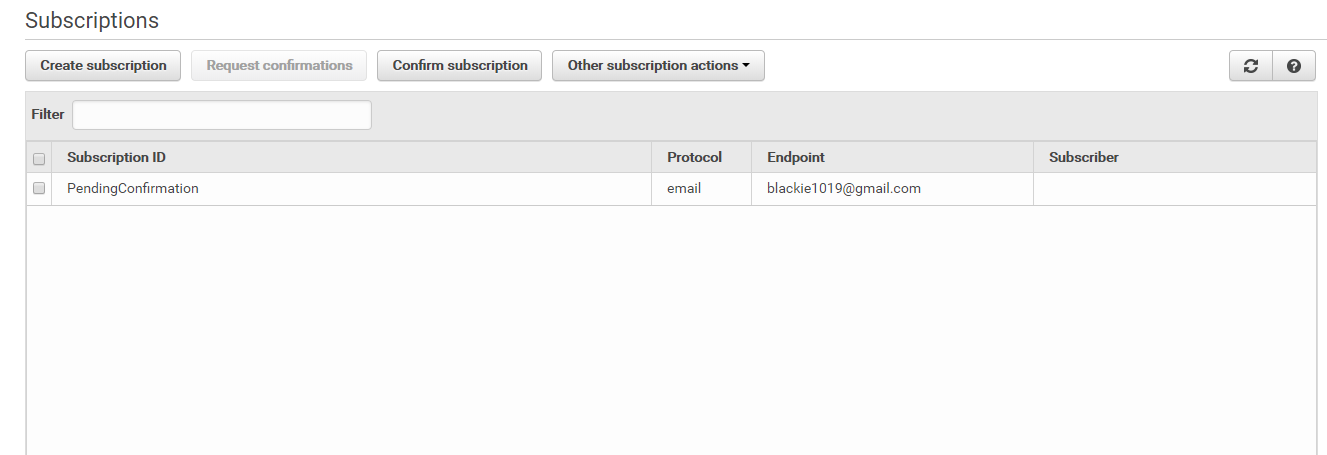 Subscriptions
Create subscription Request confirmations Confirm subscription Other subscription actions
Filter
Subscription ID Protocol Endpoint Subscriber
PendingConfirmation email blackie1019@gmail.com